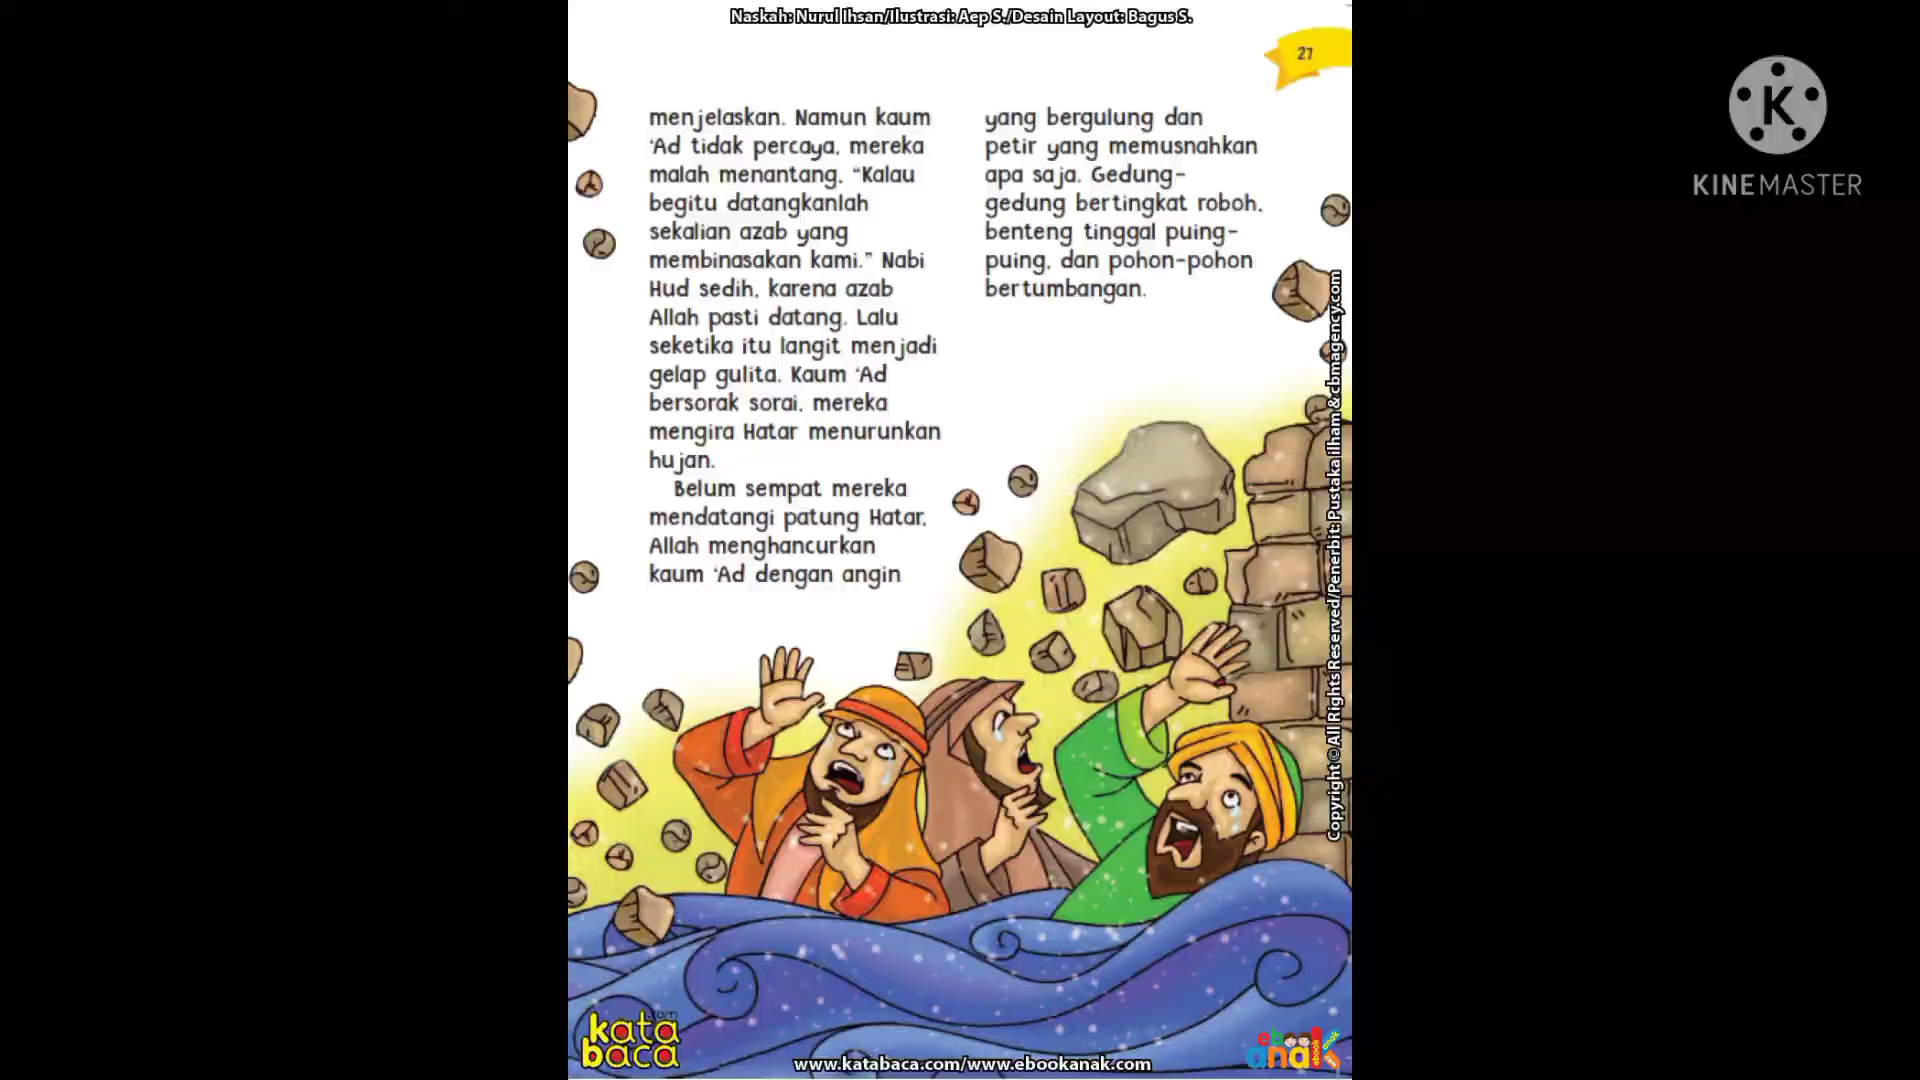 Naskah: Nurul Ihsan/Ilustrasi: Aep S./Desain Layout: Bagus S.
27
menjelaskan. Namun kaum
‘Ad tidak percaya, mereka
malah menantang, “Kalau
begitu datangkanlah
sekalian azab yang
membinasakan kami.” Nabi
Hud sedih, karena azab
Allah pasti datang. Lalu
seketika itu langit menjadi
gelap gulita. Kaum ‘Ad
bersorak sorai, mereka
mengira Hatar menurunkan
hujan.
Belum sempat mereka
mendatangi patung Hatar,
Allah menghancurkan
kaum ‘Ad dengan angin
yang bergulung dan
petir yang memusnahkan
apa saja. Gedung-
gedung bertingkat roboh,
benteng tinggal puing-
puing, dan pohon-pohon
bertumbangan.
KINEMASTER
Copyright © All Rights Reserved/Penerbit: Pustaka ilham & cbmagency.com
kata
baca
.com
www.katabaca.com/www.ebookanak.com
ebook
anak